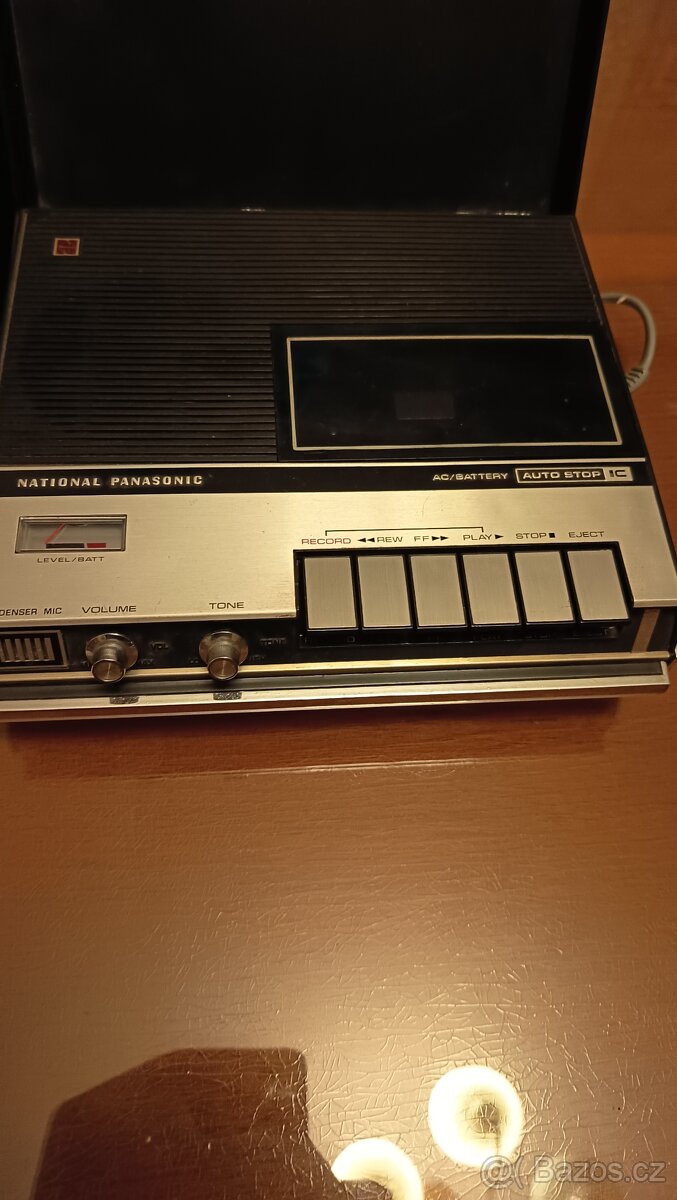 NATIONAL PANASONIC
AC/BATTERY AUTO STOP IC
LEVEL/BATT
RECORD ◀◀REW FF▶▶ PLAY▶ STOP■ EJECT
DENSER MIC VOLUME TONE
Bazos.cz